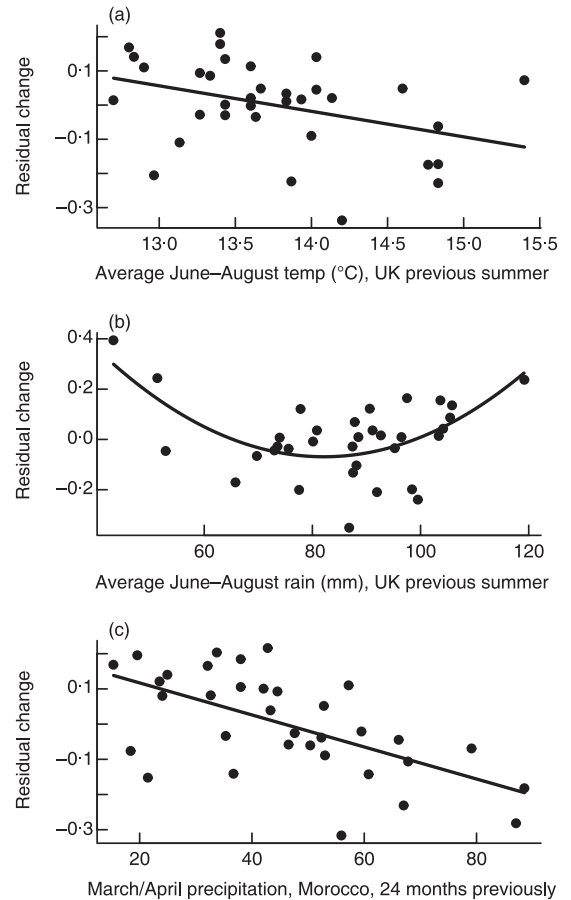 (a)
0·1
−0·1
−0·3
Residual change
13·0 13·5 14·0 14·5 15·0 15·5
Average June–August temp (°C), UK previous summer
(b)
0·4
0·2
0·0
−0·2
Residual change
60 80 100 120
Average June–August rain (mm), UK previous summer
(c)
0·1
−0·1
−0·3
Residual change
20 40 60 80
March/April precipitation, Morocco, 24 months previously